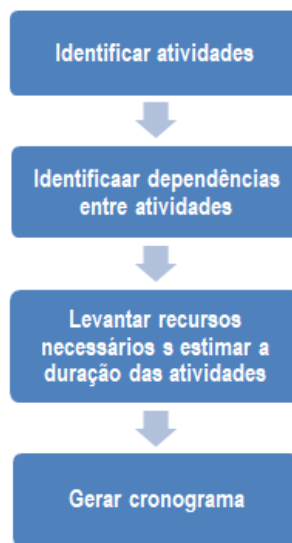 Identificar atividades
Identificaar dependências
entre atividades
Levantar recursos
necessários s estimar a
duração das atividades
Gerar cronograma